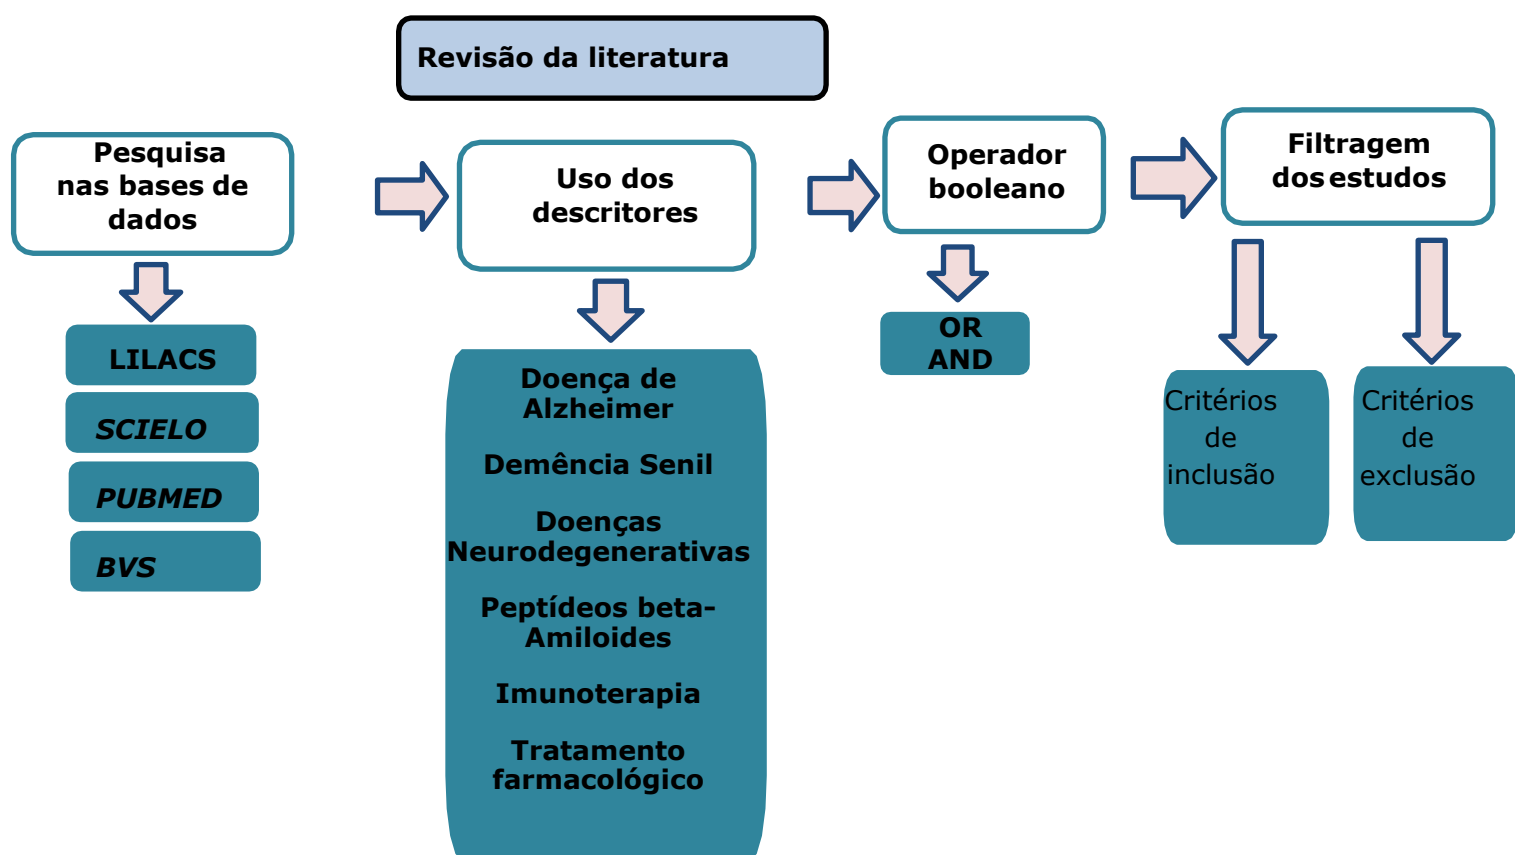 Revisão da literatura
Pesquisa
nas bases de
dados
Uso dos
descritores
Operador
booleano
Filtragem
dos estudos
LILACS
SCIELO
PUBMED
BVS
Doença de
Alzheimer
Demência Senil
Doenças
Neurodegenerativas
Peptídeos beta-
Amiloides
Imunoterapia
Tratamento
farmacológico
OR
AND
Critérios
de
inclusão
Critérios
de
exclusão